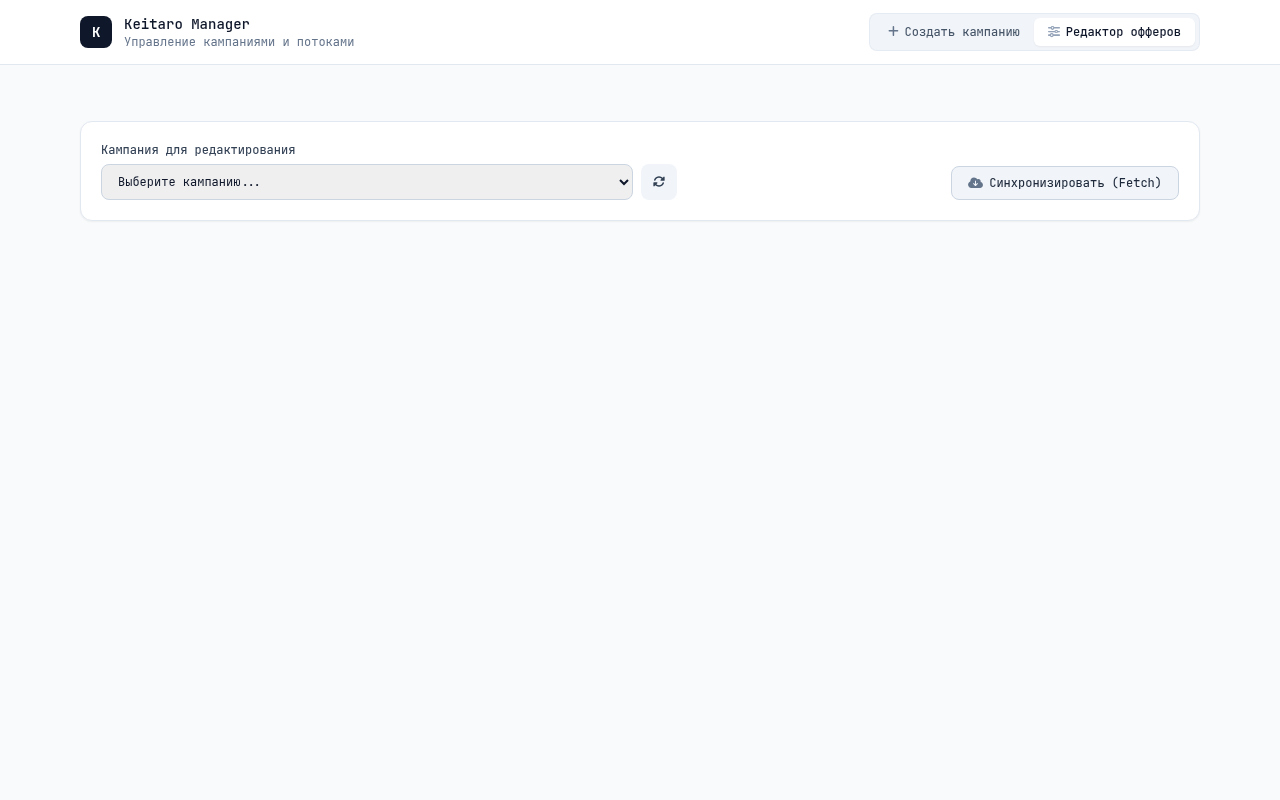 K
Keitaro Manager
Управление кампаниями и потоками
Создать кампанию
Редактор офферов
Кампания для редактирования
Выберите кампанию...
Синхронизировать (Fetch)